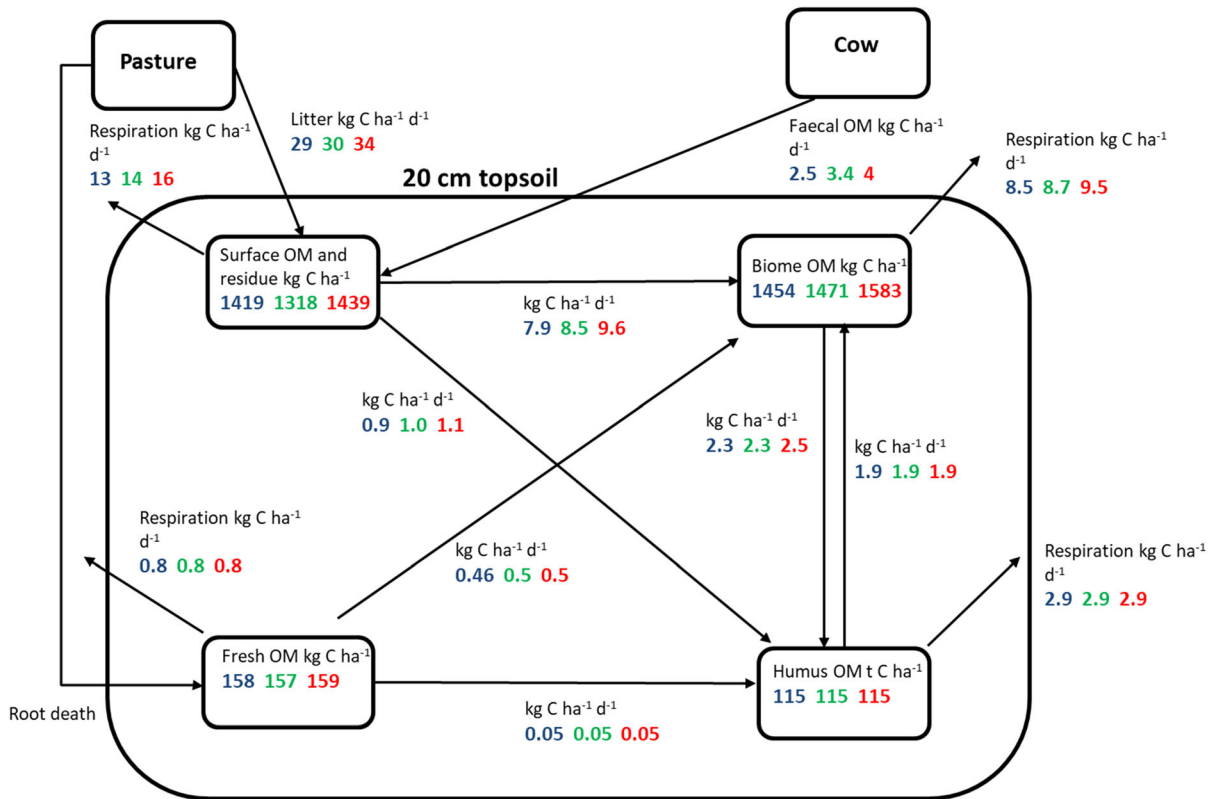 Pasture
Cow
Respiration kg C ha⁻¹
d⁻¹
13 14 16
Litter kg C ha⁻¹ d⁻¹
29 30 34
Faecal OM kg C ha⁻¹
d⁻¹
2.5 3.4 4
Respiration kg C ha⁻¹
d⁻¹
8.5 8.7 9.5
20 cm topsoil
Surface OM and
residue kg C ha⁻¹
1419 1318 1439
Biome OM kg C ha⁻¹
1454 1471 1583
kg C ha⁻¹ d⁻¹
7.9 8.5 9.6
kg C ha⁻¹ d⁻¹
0.9 1.0 1.1
kg C ha⁻¹ d⁻¹
2.3 2.3 2.5
kg C ha⁻¹ d⁻¹
1.9 1.9 1.9
Respiration kg C ha⁻¹
d⁻¹
0.8 0.8 0.8
kg C ha⁻¹ d⁻¹
0.46 0.5 0.5
Respiration kg C ha⁻¹
d⁻¹
2.9 2.9 2.9
Fresh OM kg C ha⁻¹
158 157 159
Humus OM t C ha⁻¹
115 115 115
Root death
kg C ha⁻¹ d⁻¹
0.05 0.05 0.05